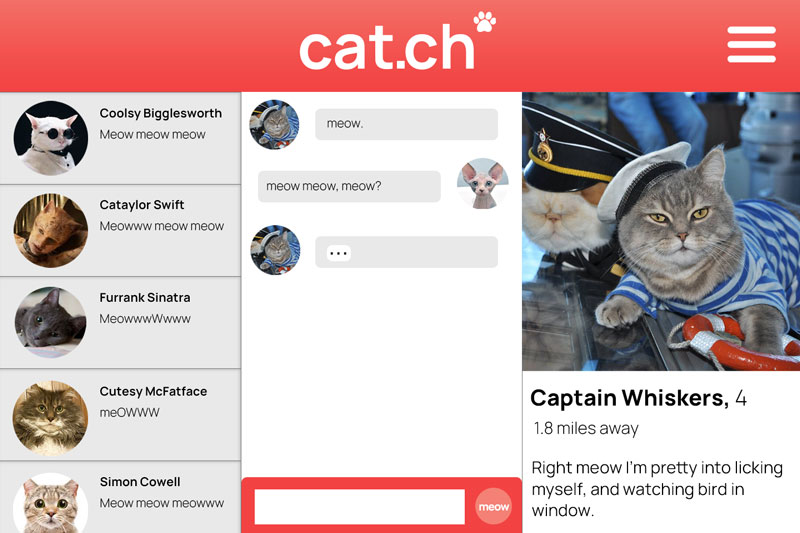 cat.ch
Coolsy Bigglesworth
Meow meow meow
Cataylor Swift
Meowww meow meow
Furrank Sinatra
MeowwwWwww
Cutesy McFatface
meOWWW
Simon Cowell
Meow meow meowww
meow.
meow meow, meow?
...
meow
Captain Whiskers, 4
1.8 miles away
Right meow I'm pretty into licking
myself, and watching bird in
window.